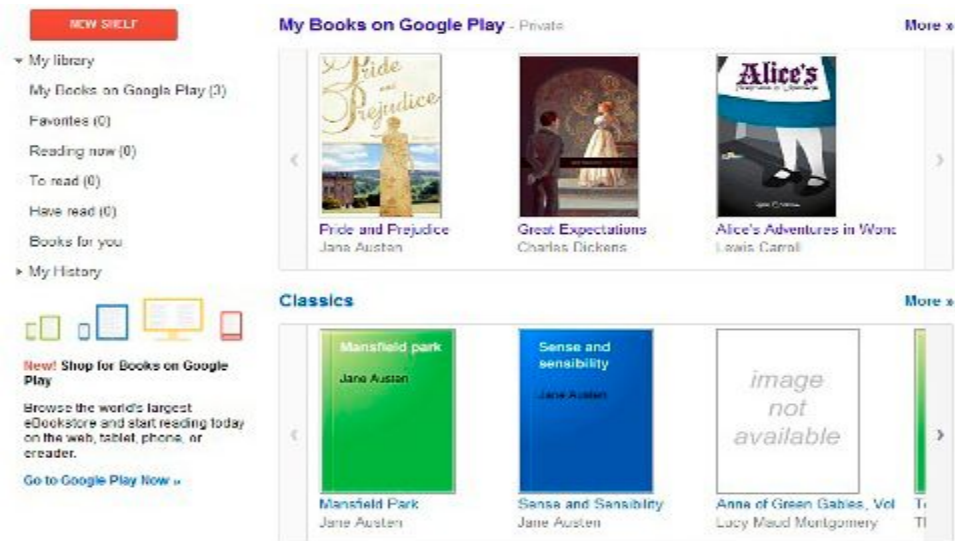 NEW SHELF
My library
My Books on Google Play (3)
Favorites (0)
Reading now (0)
To read (0)
Have read (0)
Books for you
My History
New! Shop for Books on Google
Play
Browse the world's largest
eBookstore and start reading today
on the web, tablet, phone, or
ereader.
Go to Google Play Now »
My Books on Google Play - Private
More »
Pride
and
Prejudice
Alice's
Pride and Prejudice
Jane Austen
Great Expectations
Charles Dickens
Alice's Adventures in Wonc
Lewis Carroll
Classics
More »
Mansfield park
Jane Austen
Sense and
sensibility
Jane Austen
image
not
available
Mansfield Park
Jane Austen
Sense and Sensibility
Jane Austen
Anne of Green Gables, Vol
Lucy Maud Montgomery